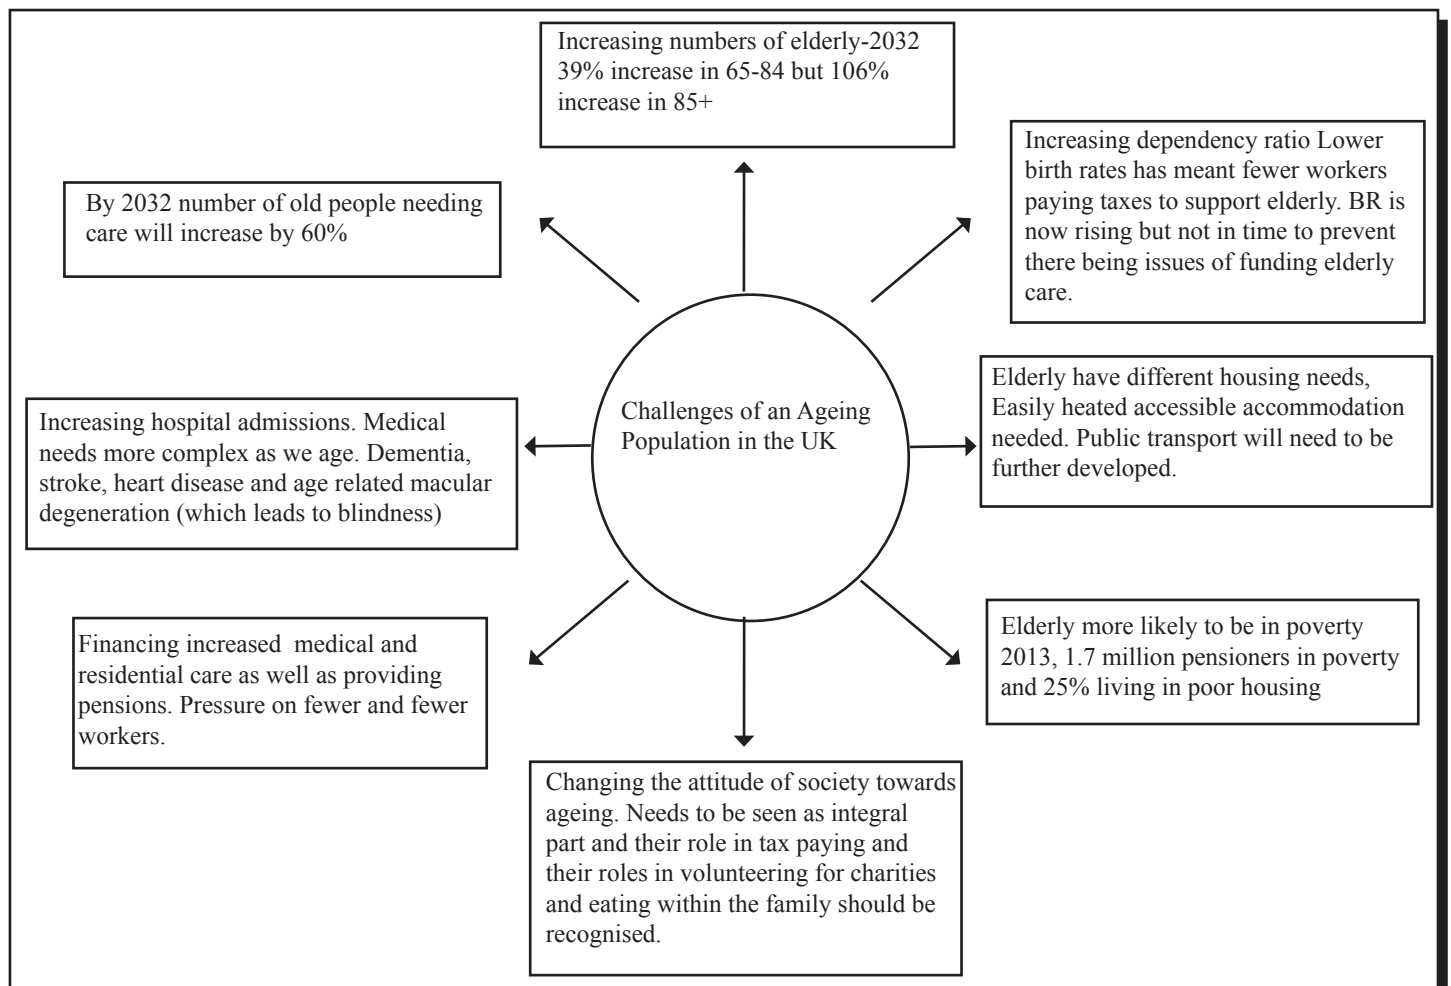 Increasing numbers of elderly-2032
39% increase in 65-84 but 106%
increase in 85+
Increasing dependency ratio Lower
birth rates has meant fewer workers
paying taxes to support elderly. BR is
now rising but not in time to prevent
there being issues of funding elderly
care.
By 2032 number of old people needing
care will increase by 60%
Challenges of an Ageing
Population in the UK
Elderly have different housing needs,
Easily heated accessible accommodation
needed. Public transport will need to be
further developed.
Increasing hospital admissions. Medical
needs more complex as we age. Dementia,
stroke, heart disease and age related macular
degeneration (which leads to blindness)
Elderly more likely to be in poverty
2013, 1.7 million pensioners in poverty
and 25% living in poor housing
Financing increased medical and
residential care as well as providing
pensions. Pressure on fewer and fewer
workers.
Changing the attitude of society towards
ageing. Needs to be seen as integral
part and their role in tax paying and
their roles in volunteering for charities
and eating within the family should be
recognised.